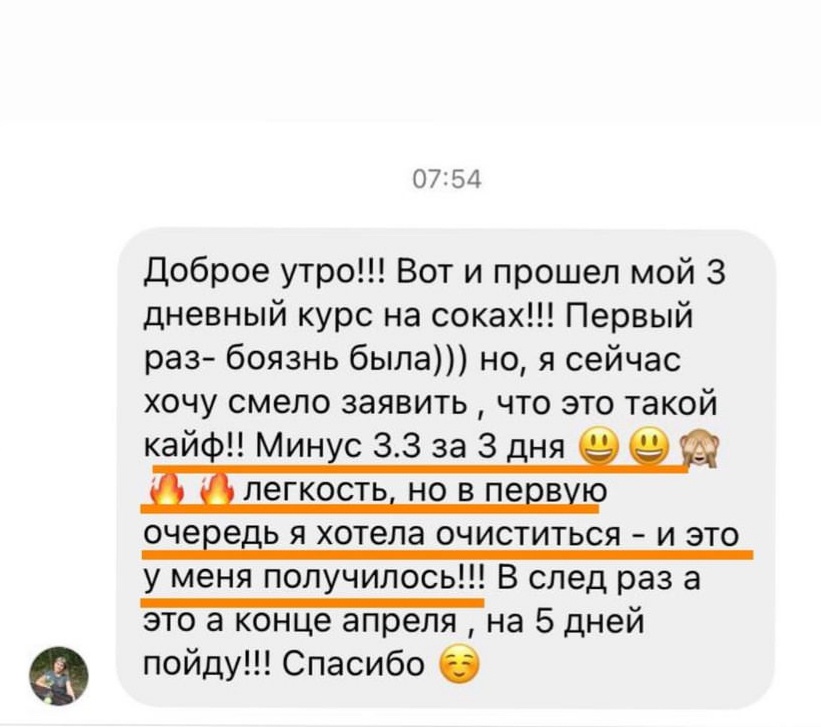 07:54
Доброе утро!!! Вот и прошел мой 3
дневный курс на соках!!! Первый
раз- боязнь была))) но, я сейчас
хочу смело заявить , что это такой
кайф!! Минус 3.3 за 3 дня 😃 😃 🙈
🔥 🔥 легкость, но в первую
очередь я хотела очиститься - и это
у меня получилось!!! В след раз а
это а конце апреля , на 5 дней
пойду!!! Спасибо ☺️